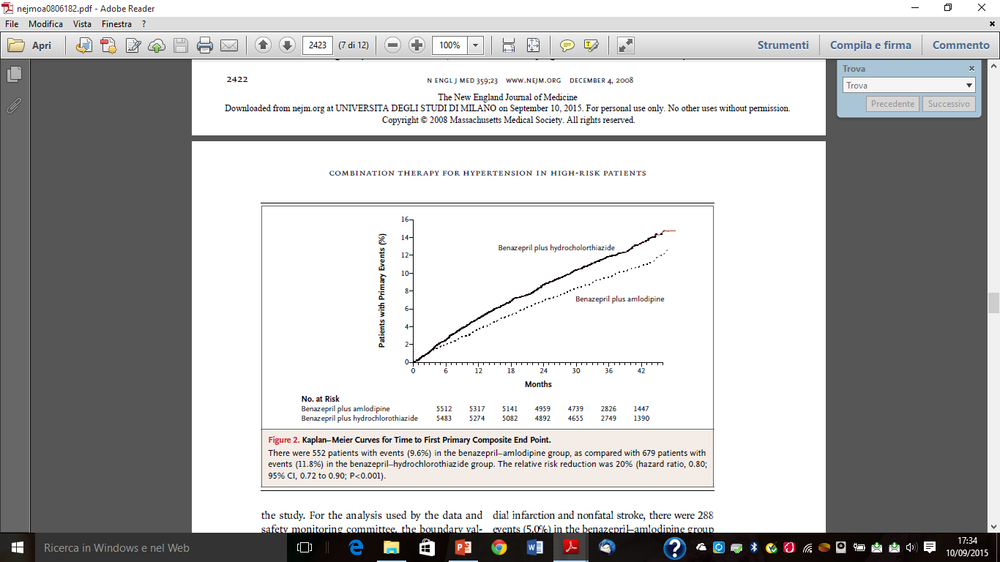 nejmoa0806182.pdf - Adobe Reader
File Modifica Vista Finestra ?
Apri 2423 (7 di 12) 100% Strumenti Compila e firma Commento
Trova
Trova
Precedente Successivo
2422 N ENGL J MED 359;23 WWW.NEJM.ORG DECEMBER 4, 2008
The New England Journal of Medicine
Downloaded from nejm.org at UNIVERSITA DEGLI STUDI DI MILANO on September 10, 2015. For personal use only. No other uses without permission.
Copyright © 2008 Massachusetts Medical Society. All rights reserved.
COMBINATION THERAPY FOR HYPERTENSION IN HIGH-RISK PATIENTS
Patients with Primary Events (%)
16
14
12
10
8
6
4
2
0
Benazepril plus hydrocholorthiazide
Benazepril plus amlodipine
0 6 12 18 24 30 36 42
Months
No. at Risk
Benazepril plus amlodipine 5512 5317 5141 4959 4739 2826 1447
Benazepril plus hydrochlorothiazide 5483 5274 5082 4892 4655 2749 1390
Figure 2. Kaplan–Meier Curves for Time to First Primary Composite End Point.
There were 552 patients with events (9.6%) in the benazepril–amlodipine group, as compared with 679 patients with
events (11.8%) in the benazepril–hydrochlorothiazide group. The relative risk reduction was 20% (hazard ratio, 0.80;
95% CI, 0.72 to 0.90; P<0.001).
the study. For the analysis used by the data and
safety monitoring committee, the boundary val-
dial infarction and nonfatal stroke, there were 288
events (5.0%) in the benazepril–amlodipine group
Ricerca in Windows e nel Web
17:34
10/09/2015